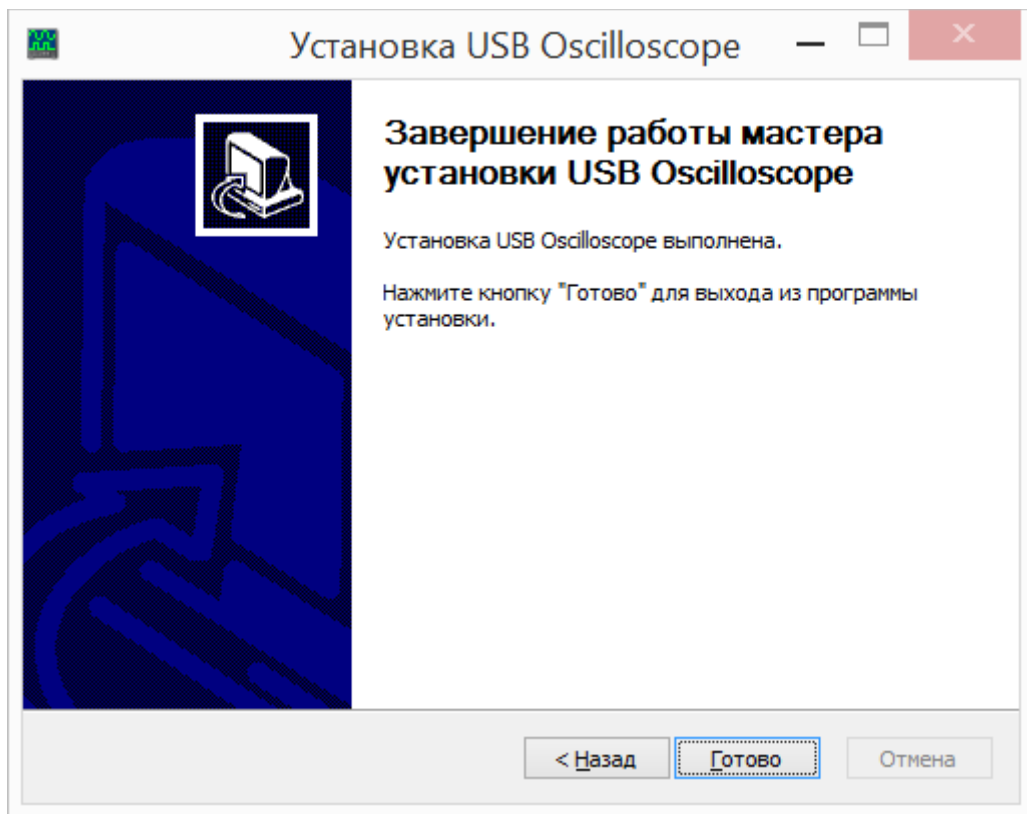 Установка USB Oscilloscope
Завершение работы мастера
установки USB Oscilloscope
Установка USB Oscilloscope выполнена.
Нажмите кнопку "Готово" для выхода из программы
установки.
< Назад
Готово
Отмена